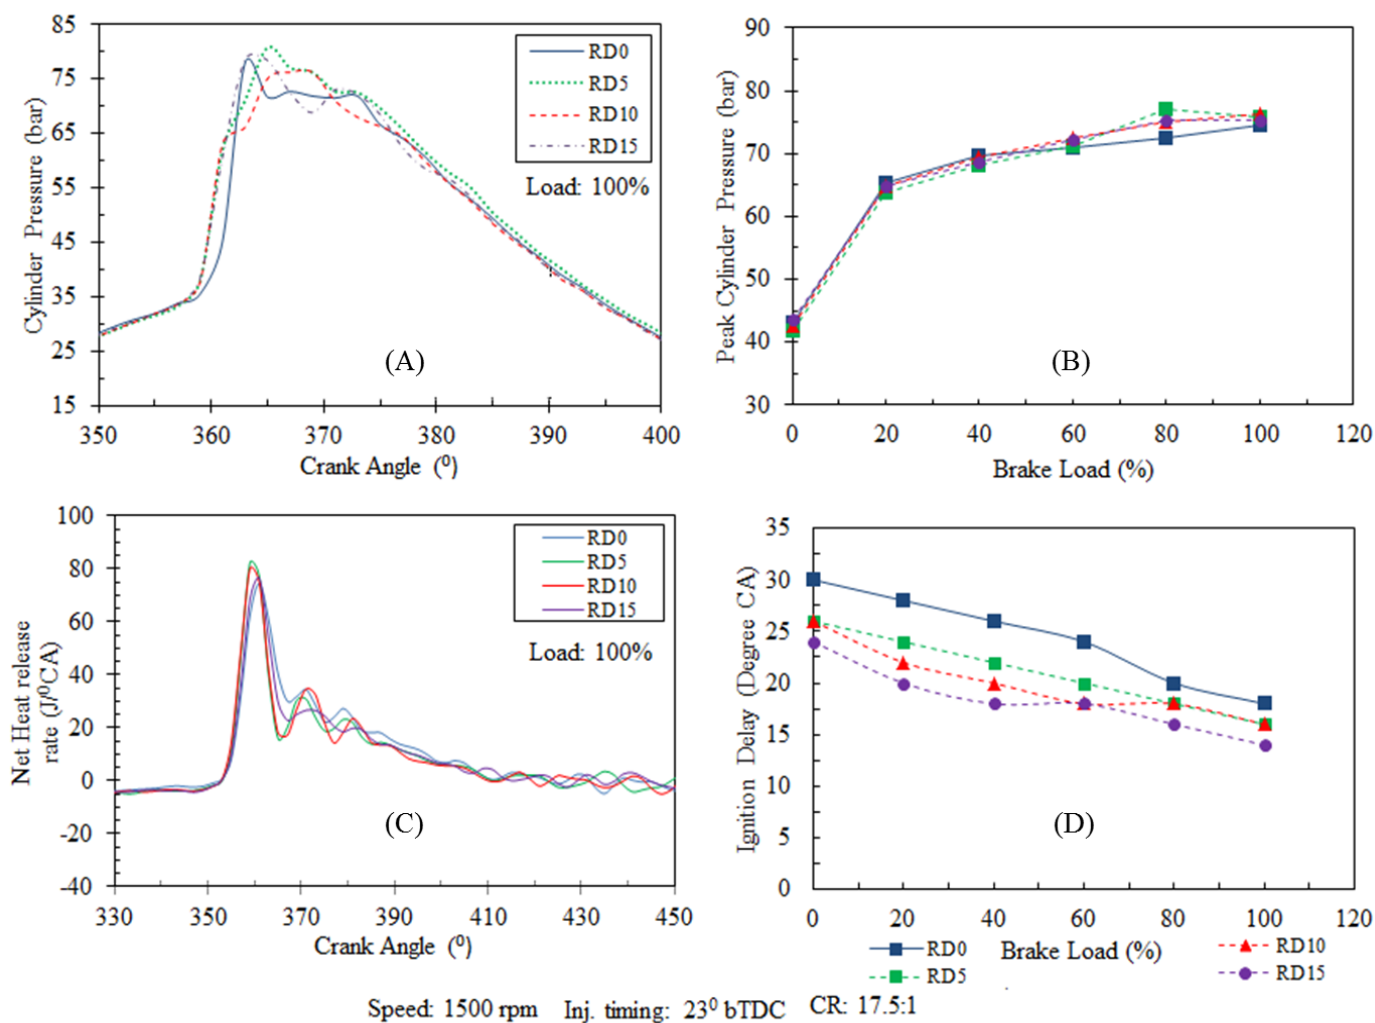 85
75
65
55
45
35
25
15
Cylinder Pressure (bar)
RD0
RD5
RD10
RD15
Load: 100%
(A)
350 360 370 380 390 400
Crank Angle (⁰)
90
80
70
60
50
40
30
Peak Cylinder Pressure (bar)
(B)
0 20 40 60 80 100 120
Brake Load (%)
100
80
60
40
20
0
-20
-40
Net Heat release
rate (J/⁰CA)
RD0
RD5
RD10
RD15
Load: 100%
(C)
330 350 370 390 410 430 450
Crank Angle (⁰)
35
30
25
20
15
10
5
0
Ignition Delay (Degree CA)
(D)
0 20 40 60 80 100 120
Brake Load (%)
RD0
RD10
RD5
RD15
Speed: 1500 rpm Inj. timing: 23⁰ bTDC CR: 17.5:1